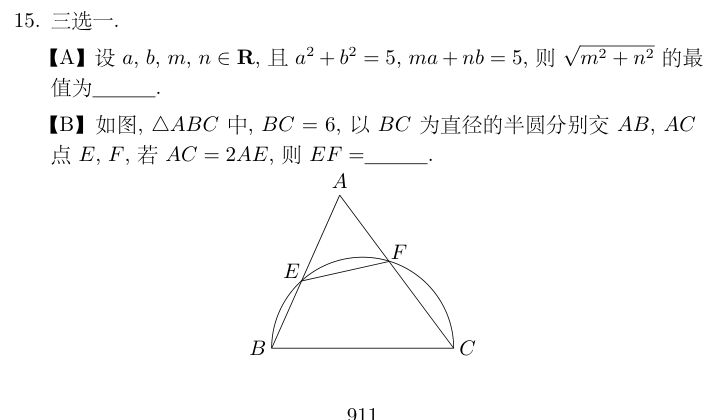 15. 三选一.
【A】设 a, b, m, n ∈ R, 且 a² + b² = 5, ma + nb = 5, 则 √(m² + n²) 的最
值为______.
【B】如图, △ABC 中, BC = 6, 以 BC 为直径的半圆分别交 AB, AC
点 E, F, 若 AC = 2AE, 则 EF =______.
A
F
E
B
C
911